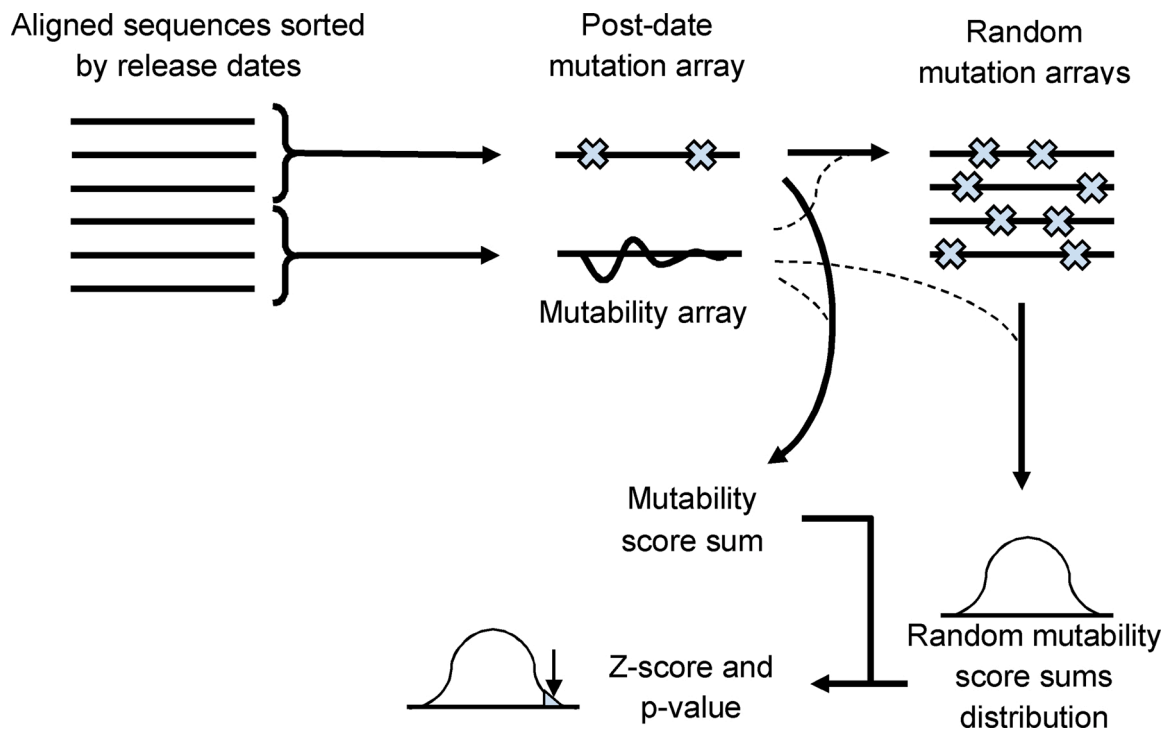 Aligned sequences sorted
by release dates
Post-date
mutation array
Random
mutation arrays
Mutability array
Mutability
score sum
Random mutability
score sums
distribution
Z-score and
p-value